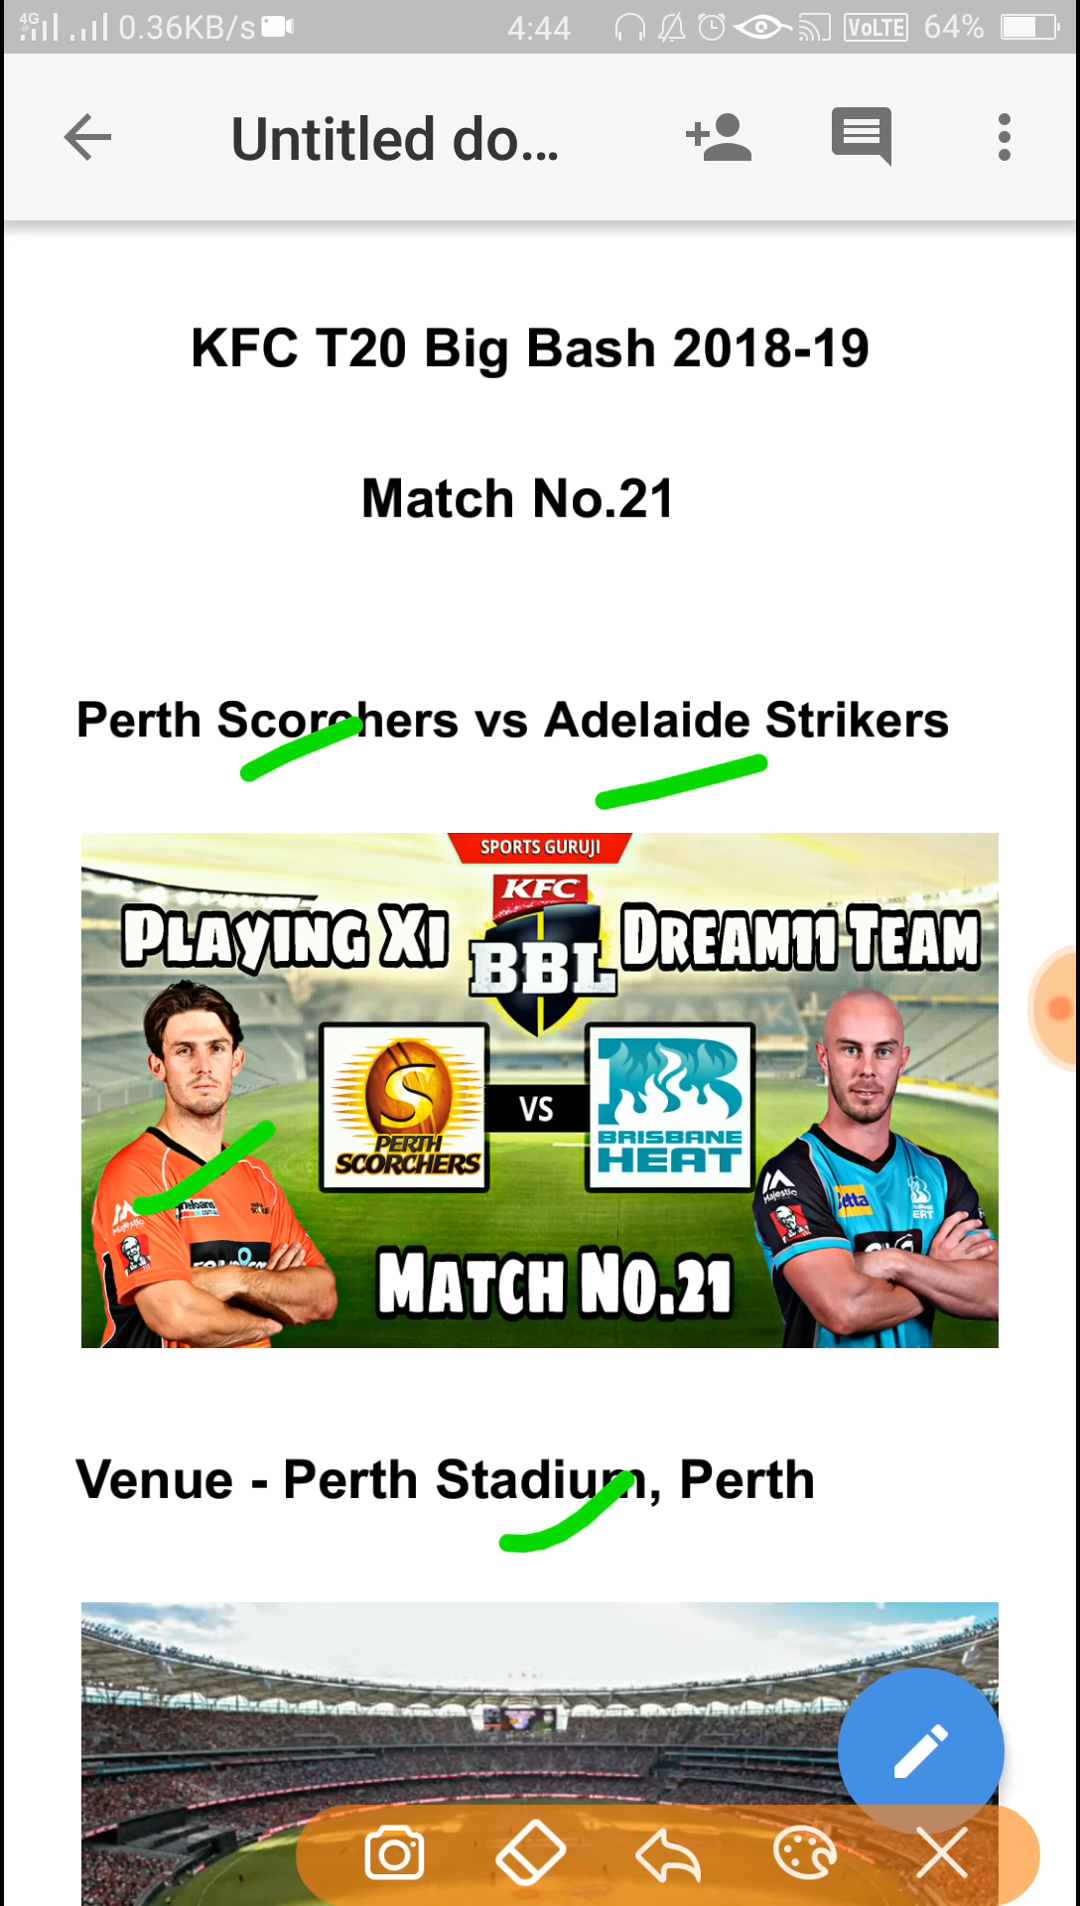 4G 0.36KB/s 4:44 VoLTE 64%
Untitled do...
KFC T20 Big Bash 2018-19
Match No.21
Perth Scorchers vs Adelaide Strikers
SPORTS GURUJI
KFC
PLAYING XI BBL DREAM11 TEAM
PERTH SCORCHERS
VS
BRISBANE HEAT
Majestic
Majestic
MATCH NO.21
Venue - Perth Stadium, Perth